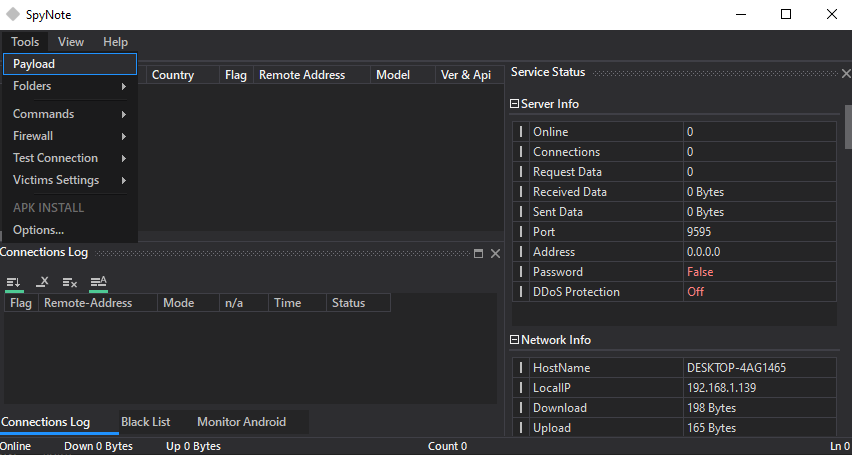 SpyNote
Tools View Help
Payload
Folders
Commands
Firewall
Test Connection
Victims Settings
APK INSTALL
Options...
Country Flag Remote Address Model Ver & Api
Connections Log
Flag Remote-Address Mode n/a Time Status
Connections Log Black List Monitor Android
Service Status
Server Info
Online 0
Connections 0
Request Data 0
Received Data 0 Bytes
Sent Data 0 Bytes
Port 9595
Address 0.0.0.0
Password False
DDoS Protection Off
Network Info
HostName DESKTOP-4AG1465
LocalIP 192.168.1.139
Download 198 Bytes
Upload 165 Bytes
Online Down 0 Bytes Up 0 Bytes Count 0 Ln 0